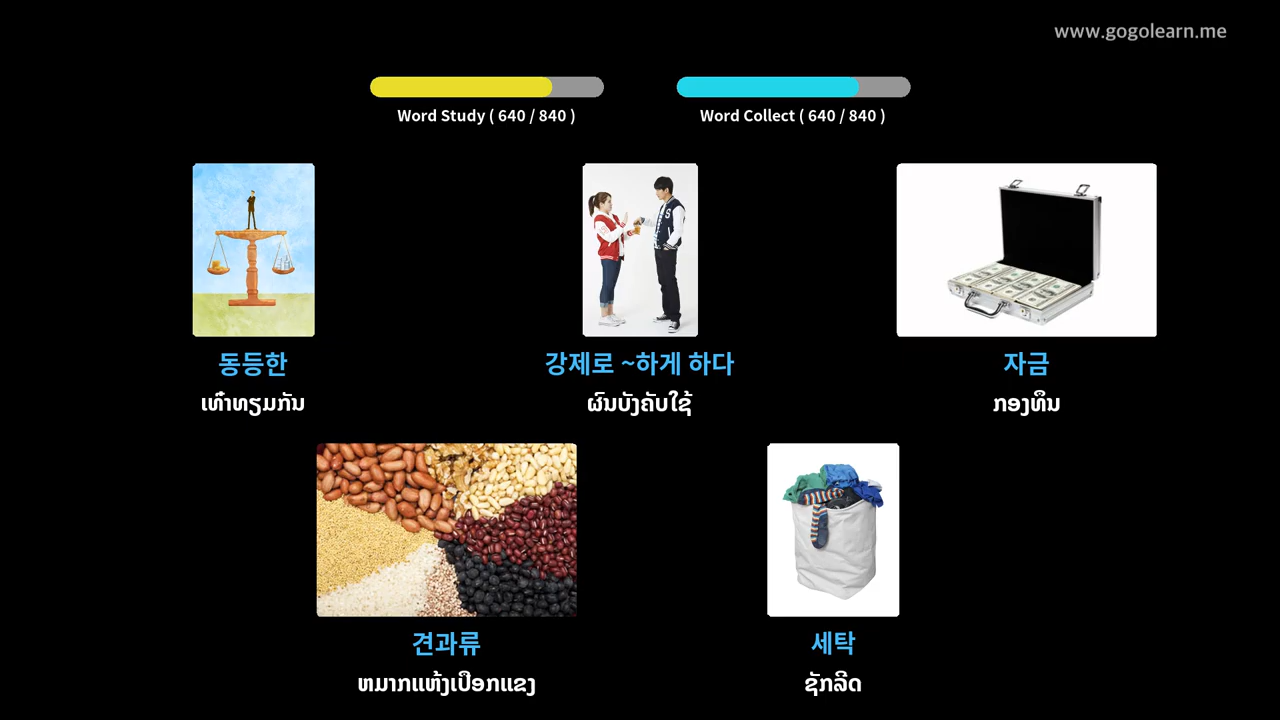 www.gogolearn.me
Word Study ( 640 / 840 )
Word Collect ( 640 / 840 )
동등한
강제로 ~하게 하다
자금
ເທົ່າທຽມກັນ
ຜົນບັງຄັບໃຊ້
ກອງທຶນ
견과류
세탁
ຫມາກແຫ້ງເປືອກແຂງ
ຊັກລີດ